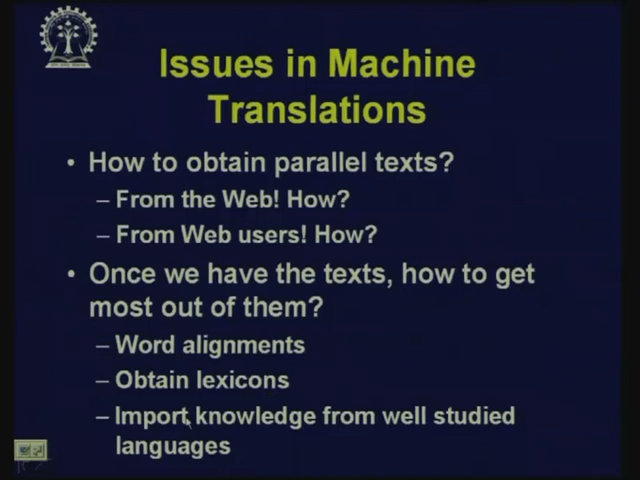 Issues in Machine
Translations
• How to obtain parallel texts?
– From the Web! How?
– From Web users! How?
• Once we have the texts, how to get
most out of them?
– Word alignments
– Obtain lexicons
– Import knowledge from well studied
languages